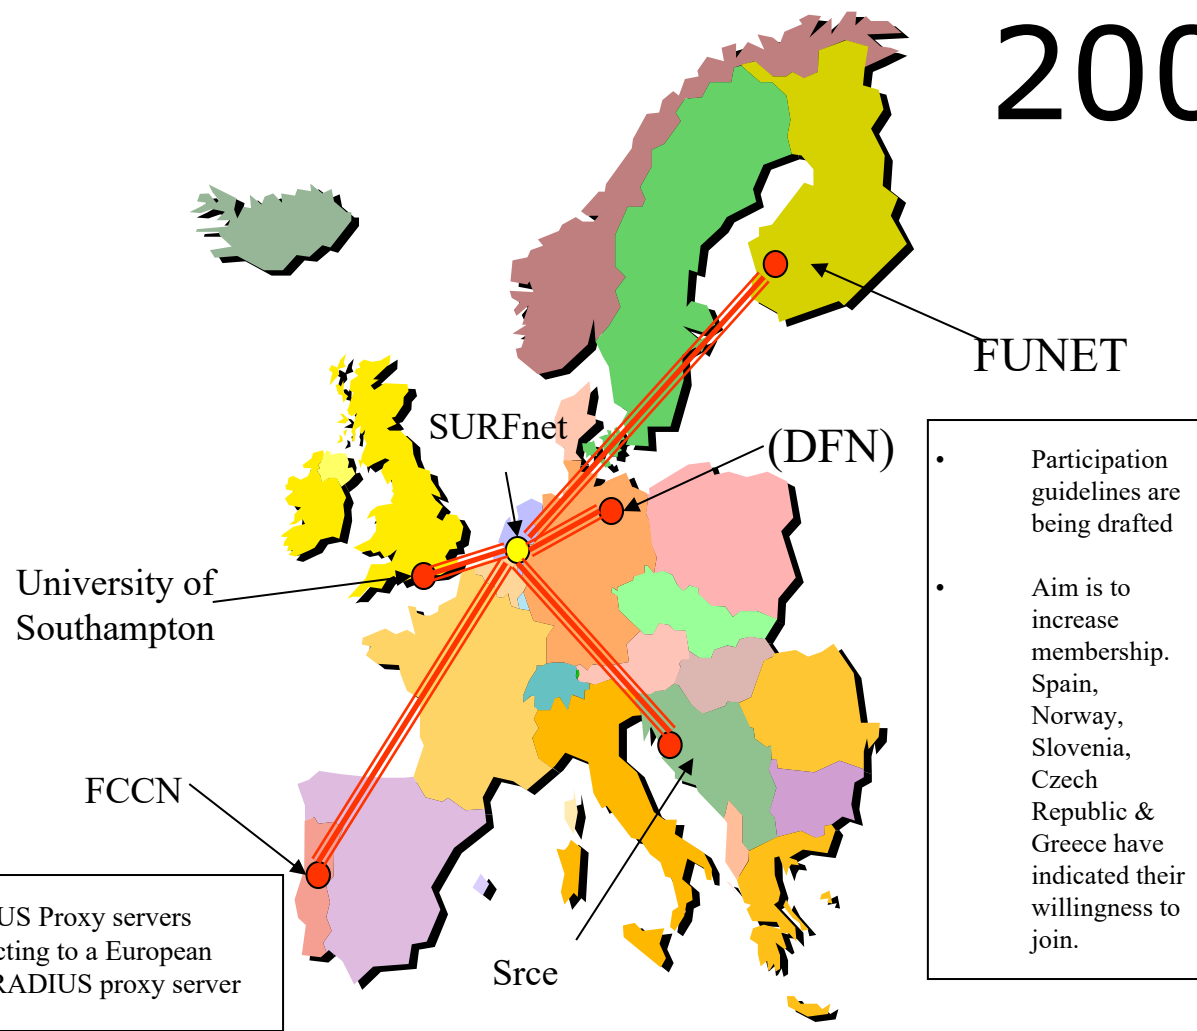 200
FUNET
SURFnet
(DFN)
• Participation
guidelines are
being drafted
• Aim is to
increase
membership.
Spain,
Norway,
Slovenia,
Czech
Republic &
Greece have
indicated their
willingness to
join.
University of
Southampton
FCCN
US Proxy servers
cting to a European
RADIUS proxy server
Srce